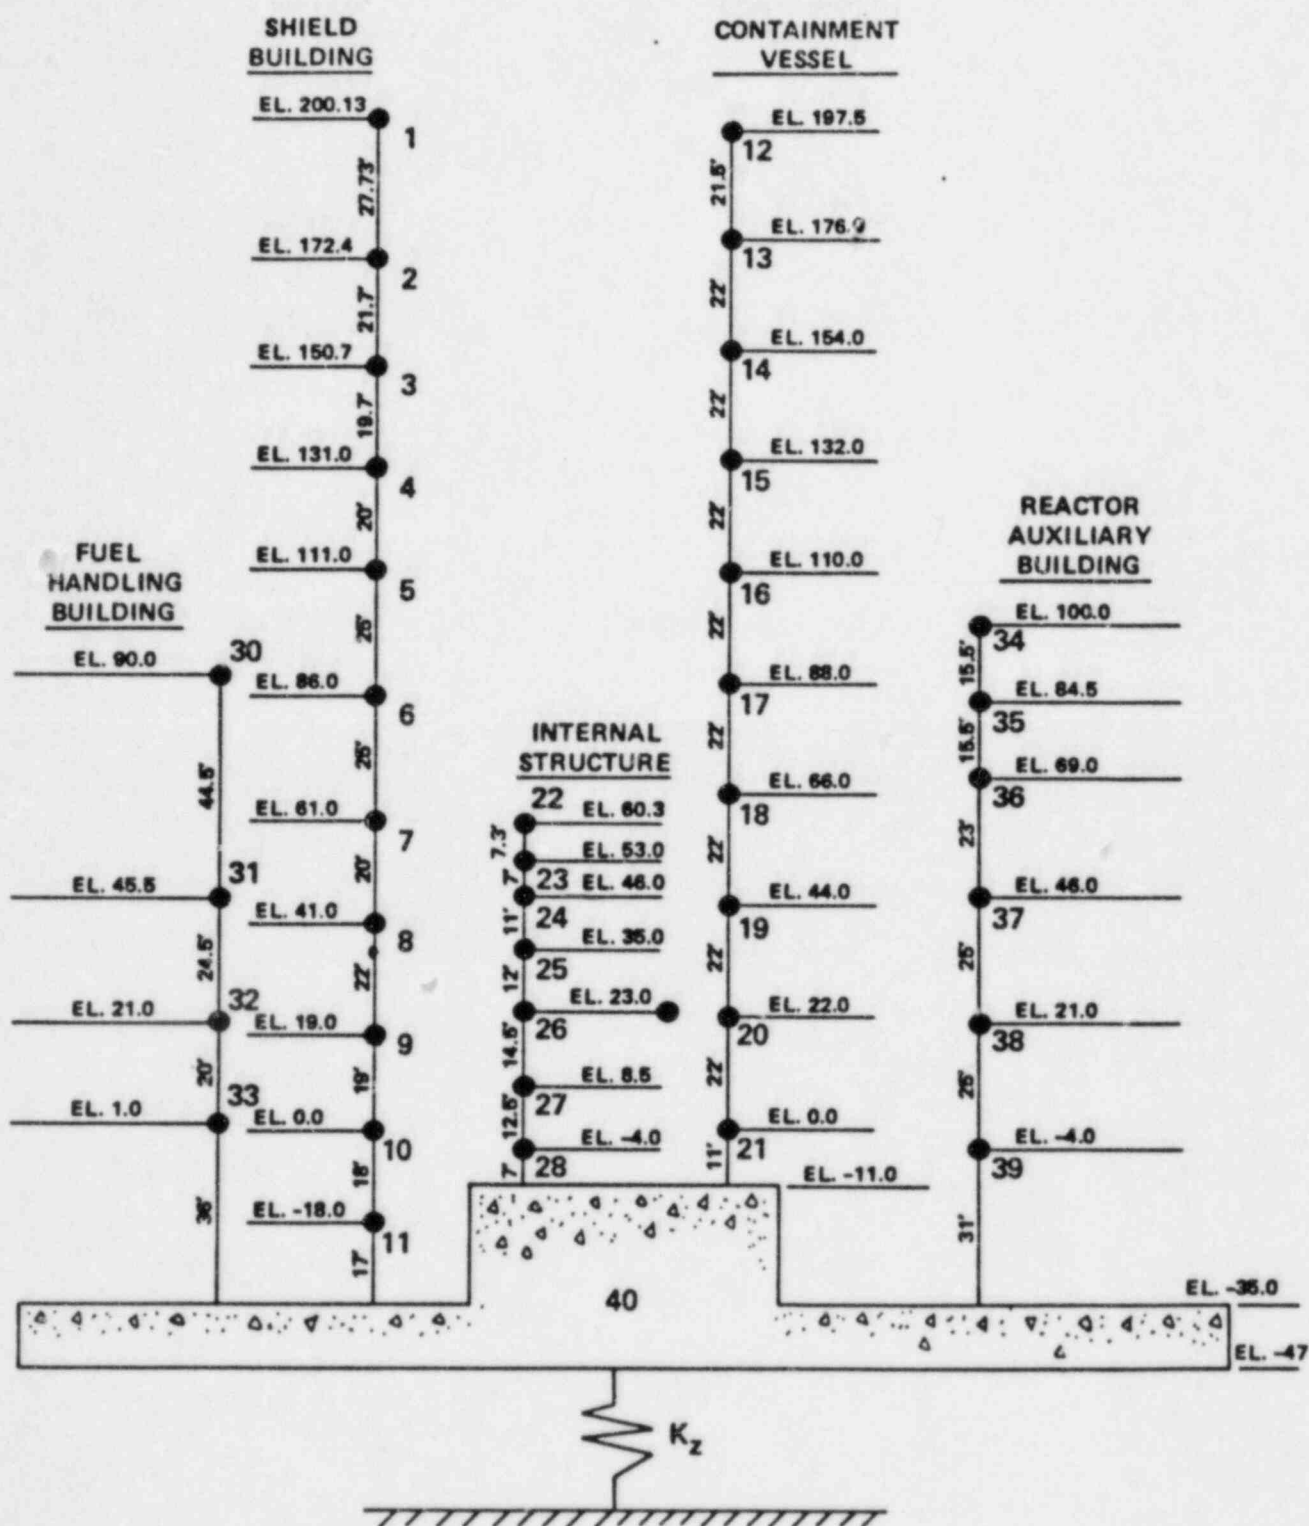 SHIELD
BUILDING
EL. 200.13
1
27.73'
EL. 172.4
2
21.7'
EL. 150.7
3
19.7'
EL. 131.0
4
20'
EL. 111.0
5
25'
EL. 86.0
6
25'
EL. 61.0
7
20'
EL. 41.0
8
22'
EL. 19.0
9
19'
EL. 0.0
10
18'
EL. -18.0
11
17'
CONTAINMENT
VESSEL
EL. 197.5
12
21.5'
EL. 176.0
13
22'
EL. 154.0
14
22'
EL. 132.0
15
22'
EL. 110.0
16
22'
EL. 88.0
17
22'
EL. 66.0
18
22'
EL. 44.0
19
22'
EL. 22.0
20
22'
EL. 0.0
21
11'
EL. -11.0
FUEL
HANDLING
BUILDING
EL. 90.0
30
44.5'
EL. 45.5
31
24.5'
EL. 21.0
32
20'
EL. 1.0
33
36'
INTERNAL
STRUCTURE
22
EL. 60.3
7.3'
EL. 53.0
23
7'
EL. 46.0
24
11'
EL. 35.0
25
12'
EL. 23.0
26
14.5'
EL. 8.5
27
12.5'
EL. -4.0
28
7'
REACTOR
AUXILIARY
BUILDING
EL. 100.0
34
15.5'
EL. 84.5
35
15.5'
EL. 69.0
36
23'
EL. 46.0
37
25'
EL. 21.0
38
25'
EL. -4.0
39
31'
40
EL. -35.0
EL. -47
Kz